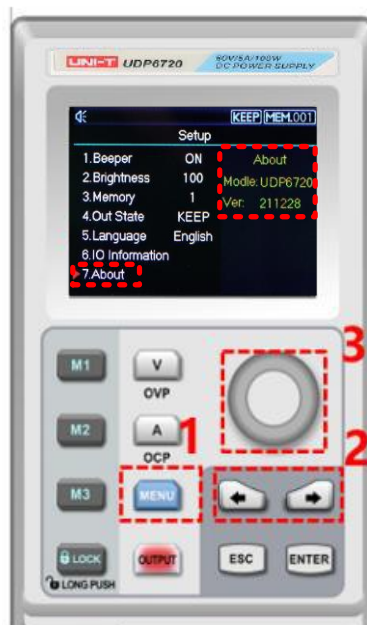 UNI-T UDP6720 60V/5A/100W
DC POWER SUPPLY
KEEP MEM.001
Setup
1.Beeper ON About
2.Brightness 100 Modle: UDP6720
3.Memory 1 Ver: 211228
4.Out State KEEP
5.Language English
6.IO Information
7.About
3
M1 V
OVP
M2 A 1
OCP
2
M3 MENU
LOCK OUTPUT ESC ENTER
LONG PUSH